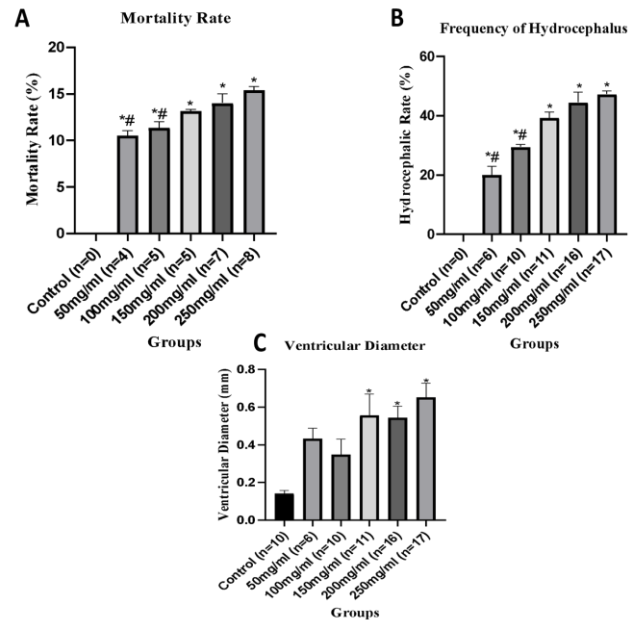 A
Mortality Rate
Mortality Rate (%)
20
15
10
5
0
*#
*#
*
*
*
Control (n=0)
50mg/ml (n=4)
100mg/ml (n=5)
150mg/ml (n=5)
200mg/ml (n=7)
250mg/ml (n=8)
Groups
B
Frequency of Hydrocephalus
Hydrocephalic Rate (%)
60
40
20
0
*#
*#
*
*
*
Control (n=0)
50mg/ml (n=6)
100mg/ml (n=10)
150mg/ml (n=11)
200mg/ml (n=16)
250mg/ml (n=17)
Groups
C
Ventricular Diameter
Ventricular Diameter (mm)
0.8
0.6
0.4
0.2
0.0
*
*
*
Control (n=10)
50mg/ml (n=6)
100mg/ml (n=10)
150mg/ml (n=11)
200mg/ml (n=16)
250mg/ml (n=17)
Groups